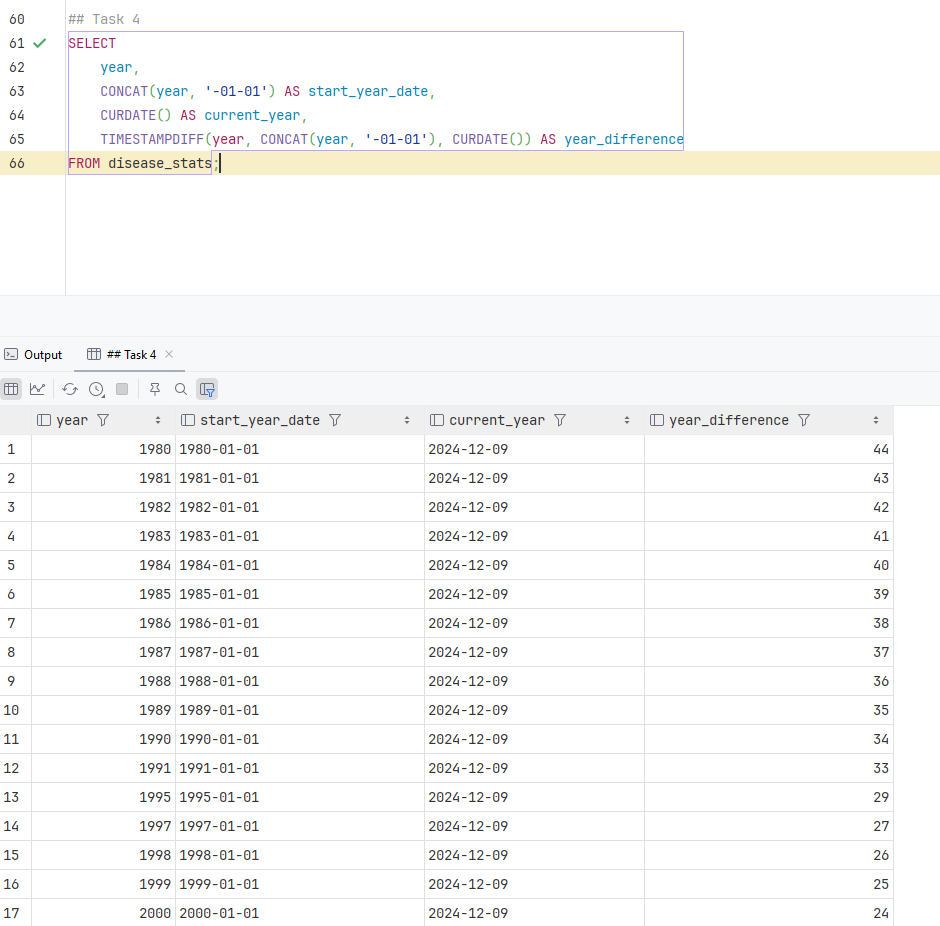 60 ## Task 4
61 SELECT
62 year,
63 CONCAT(year, '-01-01') AS start_year_date,
64 CURDATE() AS current_year,
65 TIMESTAMPDIFF(year, CONCAT(year, '-01-01'), CURDATE()) AS year_difference
66 FROM disease_stats;
Output ## Task 4
year start_year_date current_year year_difference
1 1980 1980-01-01 2024-12-09 44
2 1981 1981-01-01 2024-12-09 43
3 1982 1982-01-01 2024-12-09 42
4 1983 1983-01-01 2024-12-09 41
5 1984 1984-01-01 2024-12-09 40
6 1985 1985-01-01 2024-12-09 39
7 1986 1986-01-01 2024-12-09 38
8 1987 1987-01-01 2024-12-09 37
9 1988 1988-01-01 2024-12-09 36
10 1989 1989-01-01 2024-12-09 35
11 1990 1990-01-01 2024-12-09 34
12 1991 1991-01-01 2024-12-09 33
13 1995 1995-01-01 2024-12-09 29
14 1997 1997-01-01 2024-12-09 27
15 1998 1998-01-01 2024-12-09 26
16 1999 1999-01-01 2024-12-09 25
17 2000 2000-01-01 2024-12-09 24